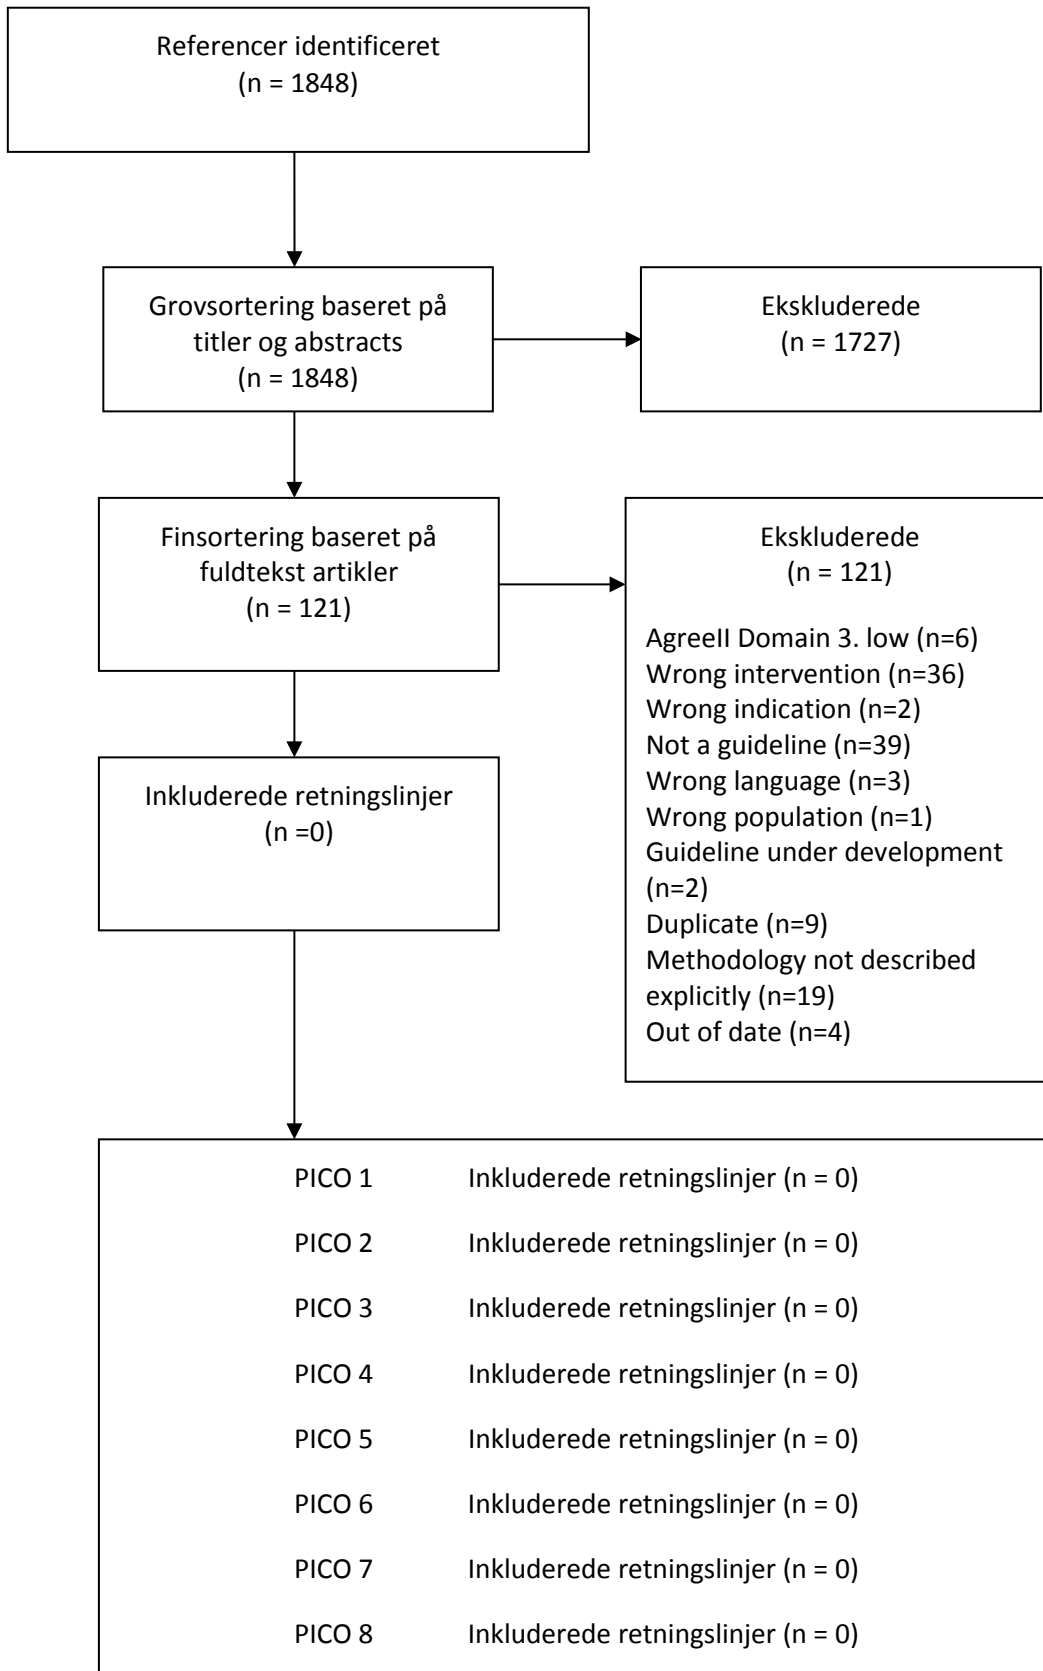 Referencer identificeret
(n = 1848)
Grovsortering baseret på
titler og abstracts
(n = 1848)
Ekskluderede
(n = 1727)
Finsortering baseret på
fuldtekst artikler
(n = 121)
Ekskluderede
(n = 121)
AgreeII Domain 3. low (n=6)
Wrong intervention (n=36)
Wrong indication (n=2)
Not a guideline (n=39)
Wrong language (n=3)
Wrong population (n=1)
Guideline under development
(n=2)
Duplicate (n=9)
Methodology not described
explicitly (n=19)
Out of date (n=4)
Inkluderede retningslinjer
(n =0)
PICO 1 Inkluderede retningslinjer (n = 0)
PICO 2 Inkluderede retningslinjer (n = 0)
PICO 3 Inkluderede retningslinjer (n = 0)
PICO 4 Inkluderede retningslinjer (n = 0)
PICO 5 Inkluderede retningslinjer (n = 0)
PICO 6 Inkluderede retningslinjer (n = 0)
PICO 7 Inkluderede retningslinjer (n = 0)
PICO 8 Inkluderede retningslinjer (n = 0)